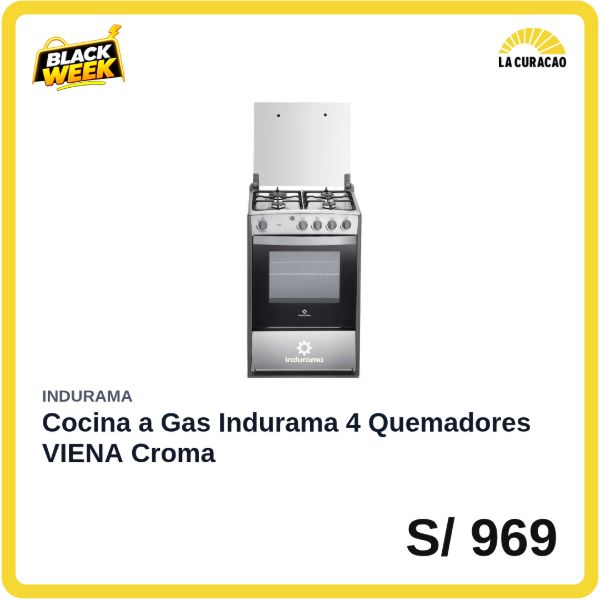 BLACK
WEEK
LA CURACAO
indurama
INDURAMA
Cocina a Gas Indurama 4 Quemadores
VIENA Croma
S/ 969